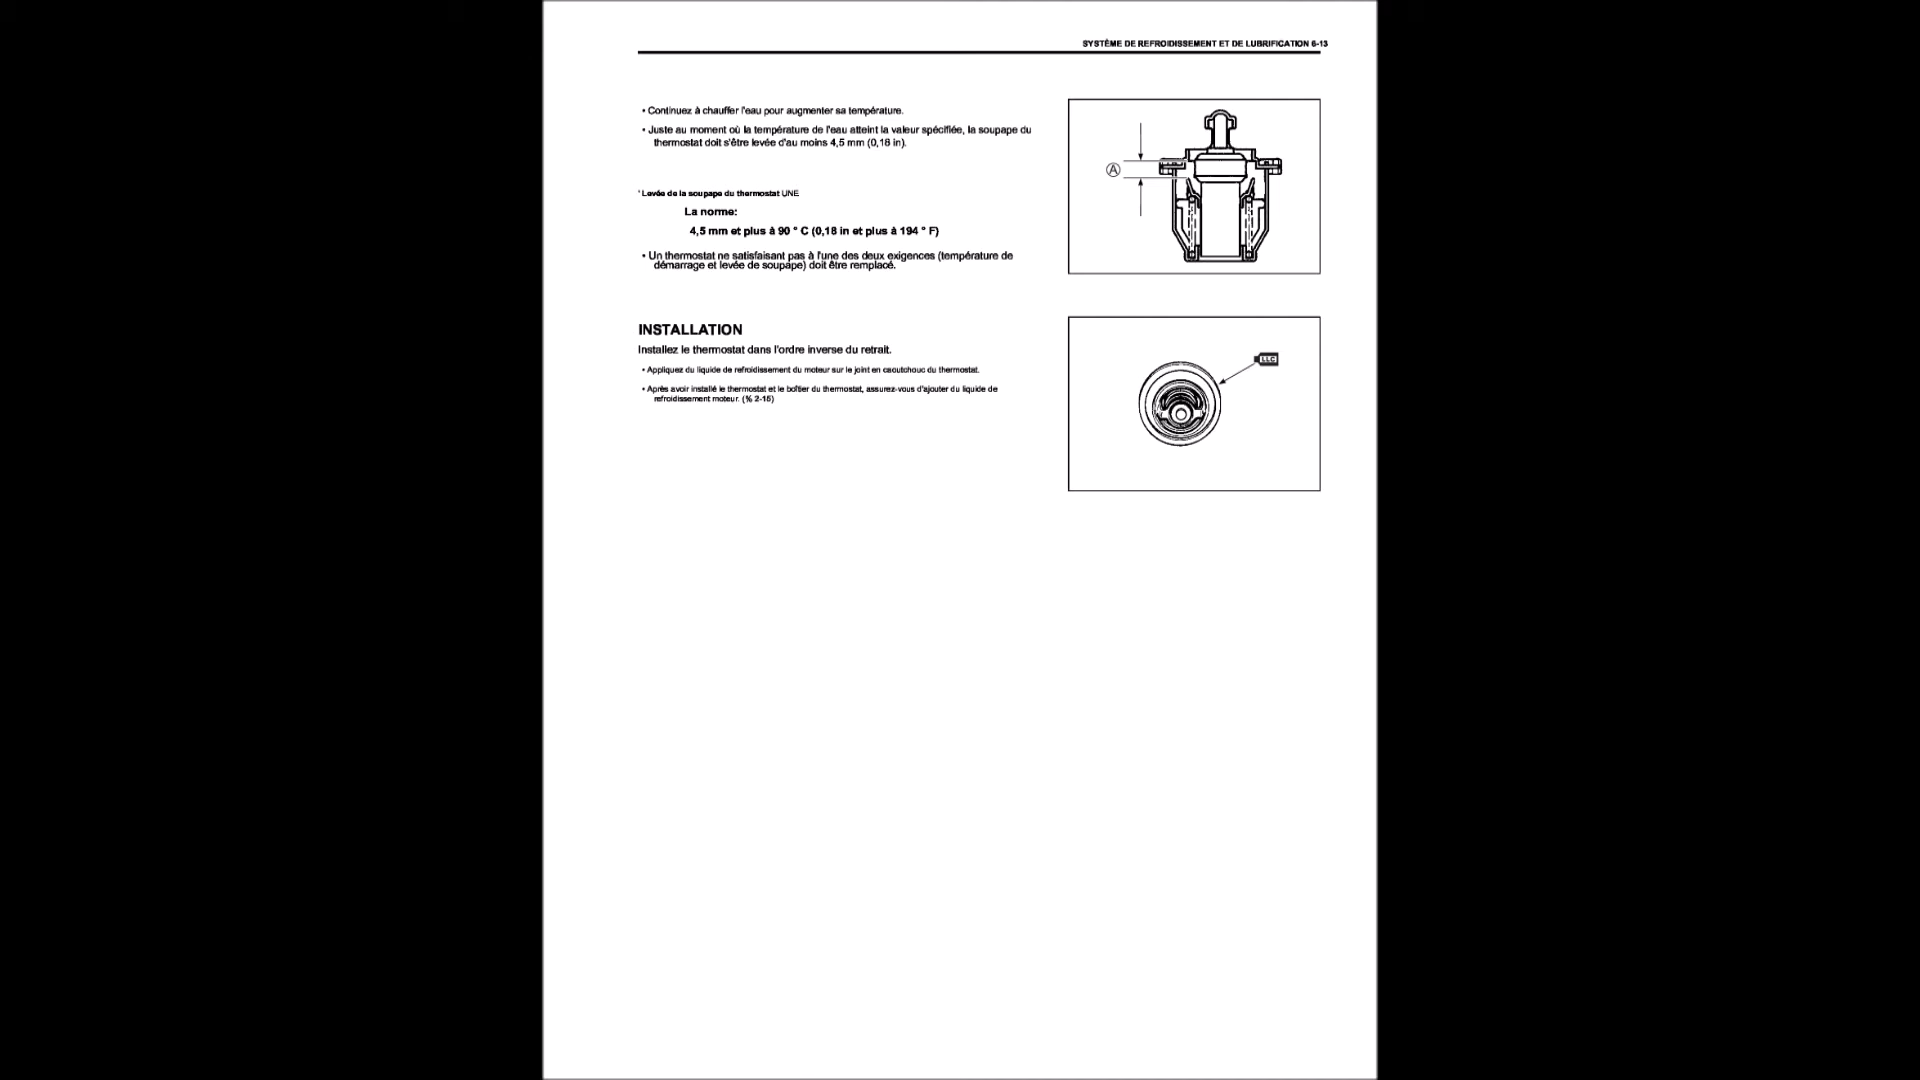 SYSTÈME DE REFROIDISSEMENT ET DE LUBRIFICATION 6-13
• Continuez à chauffer l'eau pour augmenter sa température.
• Juste au moment où la température de l'eau atteint la valeur spécifiée, la soupape du
thermostat doit s'être levée d'au moins 4,5 mm (0,18 in).
' Levée de la soupape du thermostat UNE
La norme:
4,5 mm et plus à 90 ° C (0,18 in et plus à 194 ° F)
• Un thermostat ne satisfaisant pas à l'une des deux exigences (température de
démarrage et levée de soupape) doit être remplacé.
A
INSTALLATION
Installez le thermostat dans l'ordre inverse du retrait.
• Appliquez du liquide de refroidissement du moteur sur le joint en caoutchouc du thermostat.
• Après avoir installé le thermostat et le boîtier du thermostat, assurez-vous d'ajouter du liquide de
refroidissement moteur. (% 2-15)
LLC